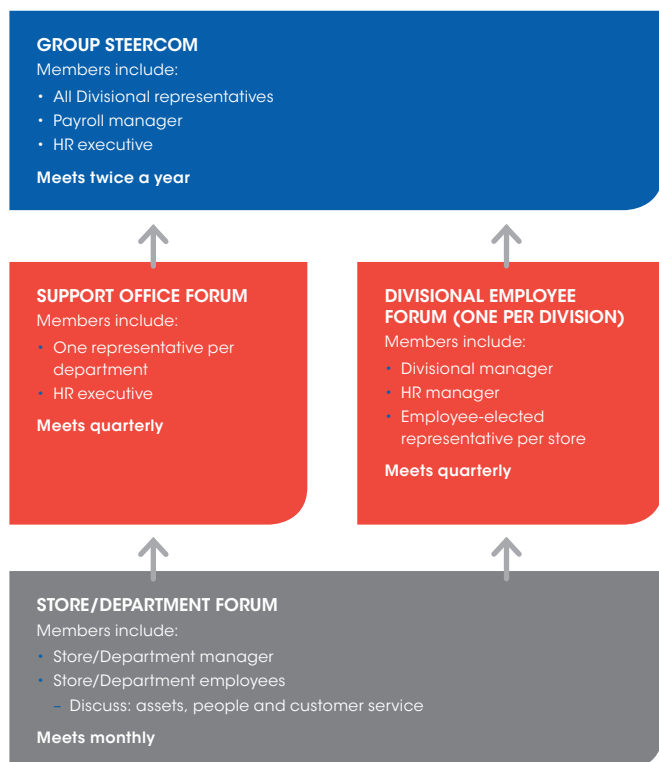 GROUP STEERCOM
Members include:
• All Divisional representatives
• Payroll manager
• HR executive
Meets twice a year
SUPPORT OFFICE FORUM
Members include:
• One representative per
department
• HR executive
Meets quarterly
DIVISIONAL EMPLOYEE
FORUM (ONE PER DIVISION)
Members include:
• Divisional manager
• HR manager
• Employee-elected
representative per store
Meets quarterly
STORE/DEPARTMENT FORUM
Members include:
• Store/Department manager
• Store/Department employees
– Discuss: assets, people and customer service
Meets monthly